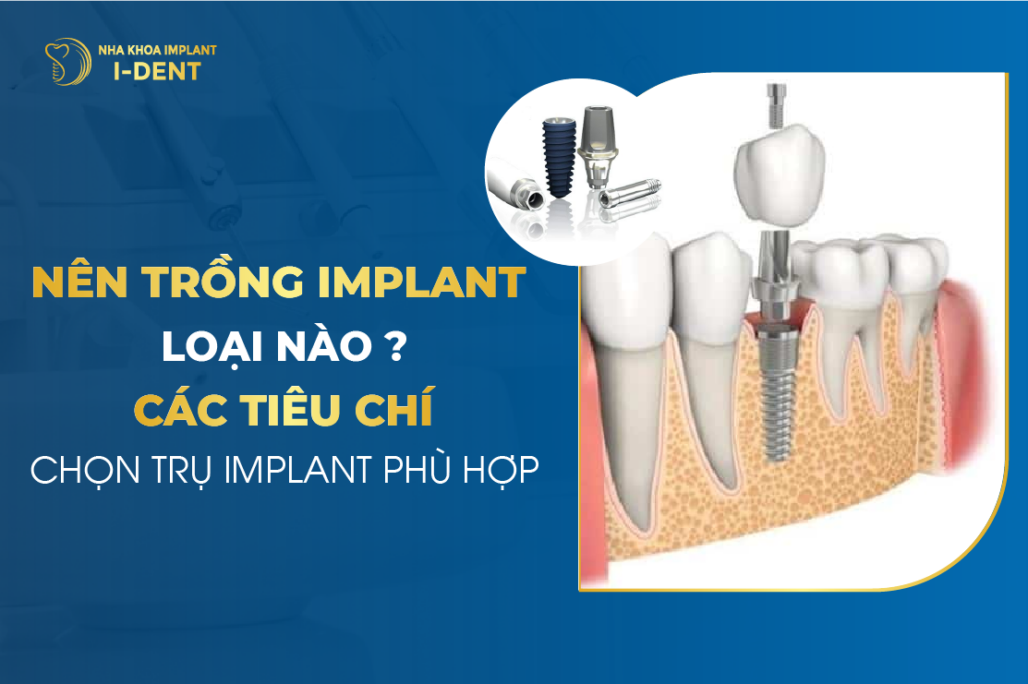 NHA KHOA IMPLANT
I-DENT
NÊN TRỒNG IMPLANT
LOẠI NÀO ?
CÁC TIÊU CHÍ
CHỌN TRỤ IMPLANT PHÙ HỢP